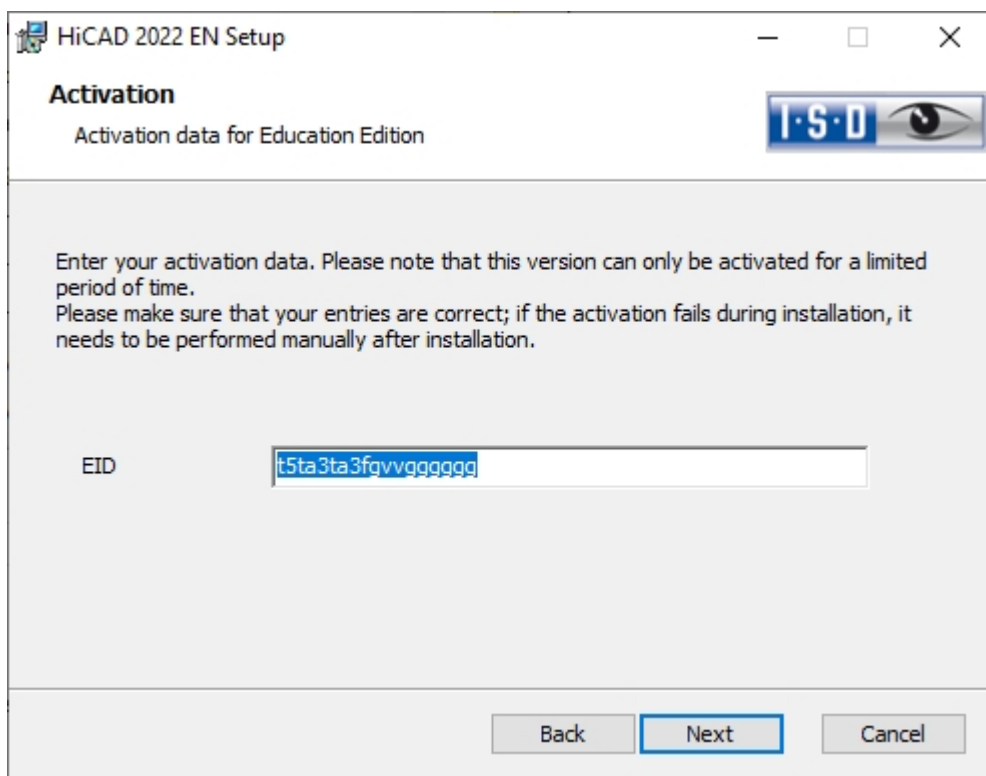 HiCAD 2022 EN Setup
Activation
Activation data for Education Edition
I·S·D
Enter your activation data. Please note that this version can only be activated for a limited
period of time.
Please make sure that your entries are correct; if the activation fails during installation, it
needs to be performed manually after installation.
EID t5ta3ta3fgvvgggggg
Back Next Cancel